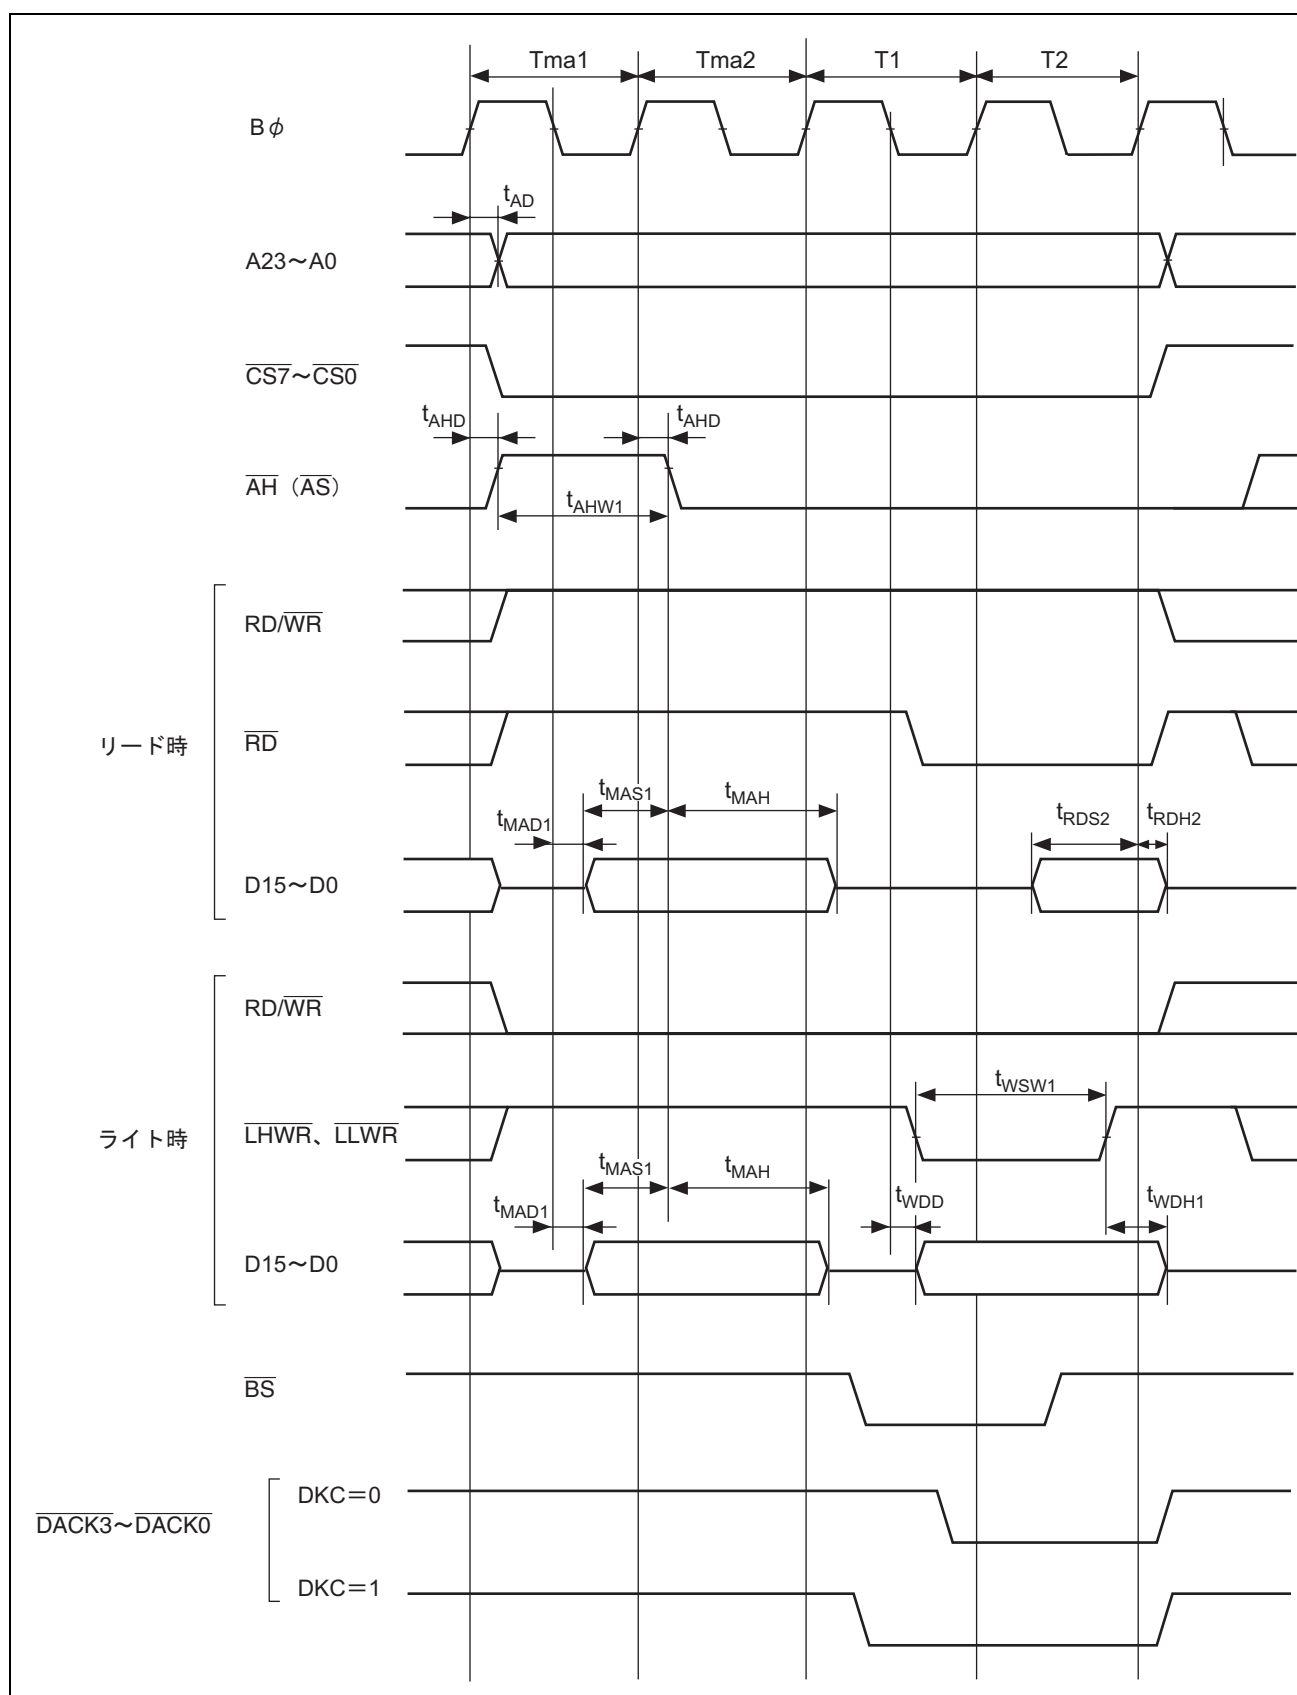 Tma1 Tma2 T1 T2
Bφ
tAD
A23～A0
CS7～CS0
tAHD tAHD
AH（AS）
tAHW1
RD/WR
リード時 RD
tMAS1 tMAH
tMAD1 tRDS2 tRDH2
D15～D0
RD/WR
tWSW1
ライト時 LHWR、LLWR
tMAS1 tMAH
tMAD1 tWDD tWDH1
D15～D0
BS
DKC＝0
DACK3～DACK0
DKC＝1